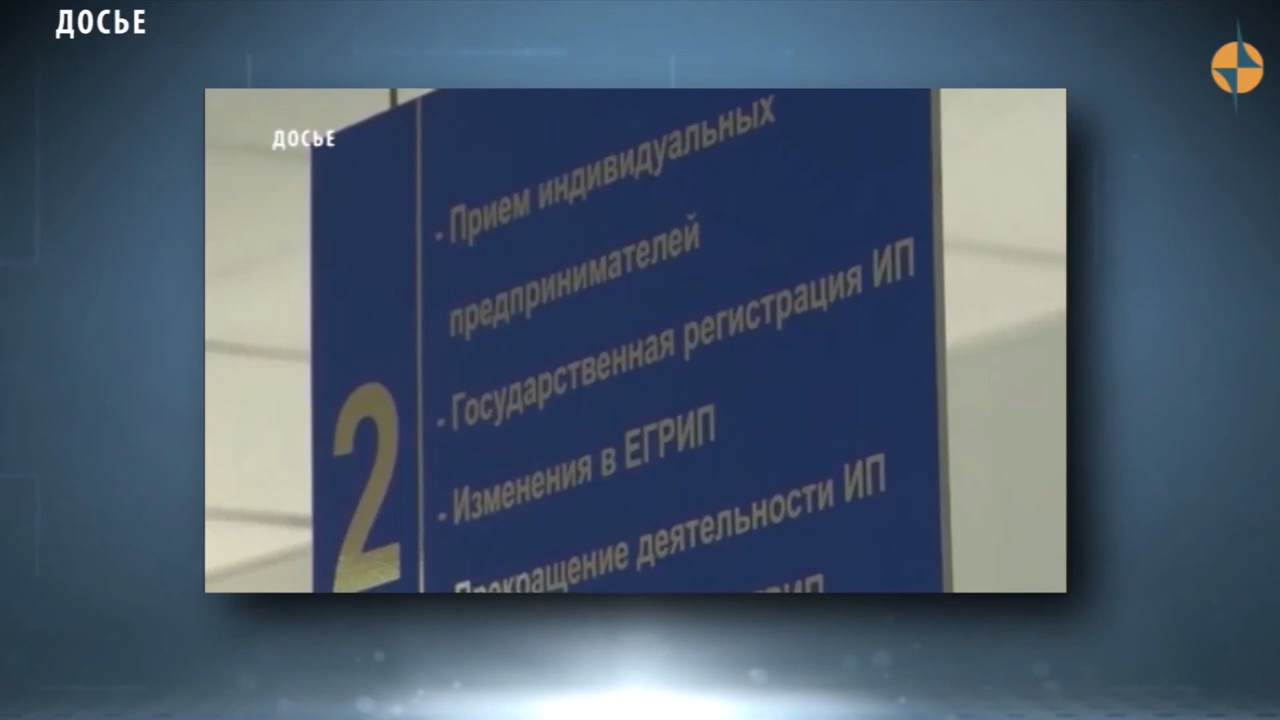 ДОСЬЕ
ДОСЬЕ
- Прием индивидуальных
предпринимателей
- Государственная регистрация ИП
- Изменения в ЕГРИП
Прекращение деятельности ИП
2